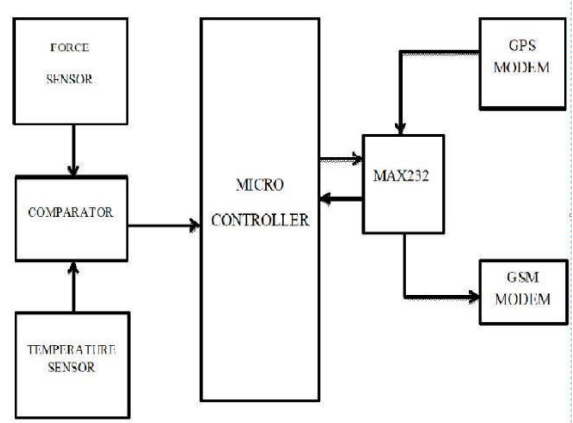 FORCE
SENSOR
COMPARATOR
TEMPERATURE
SENSOR
MICRO
CONTROLLER
MAX232
GPS
MODEM
GSM
MODEM